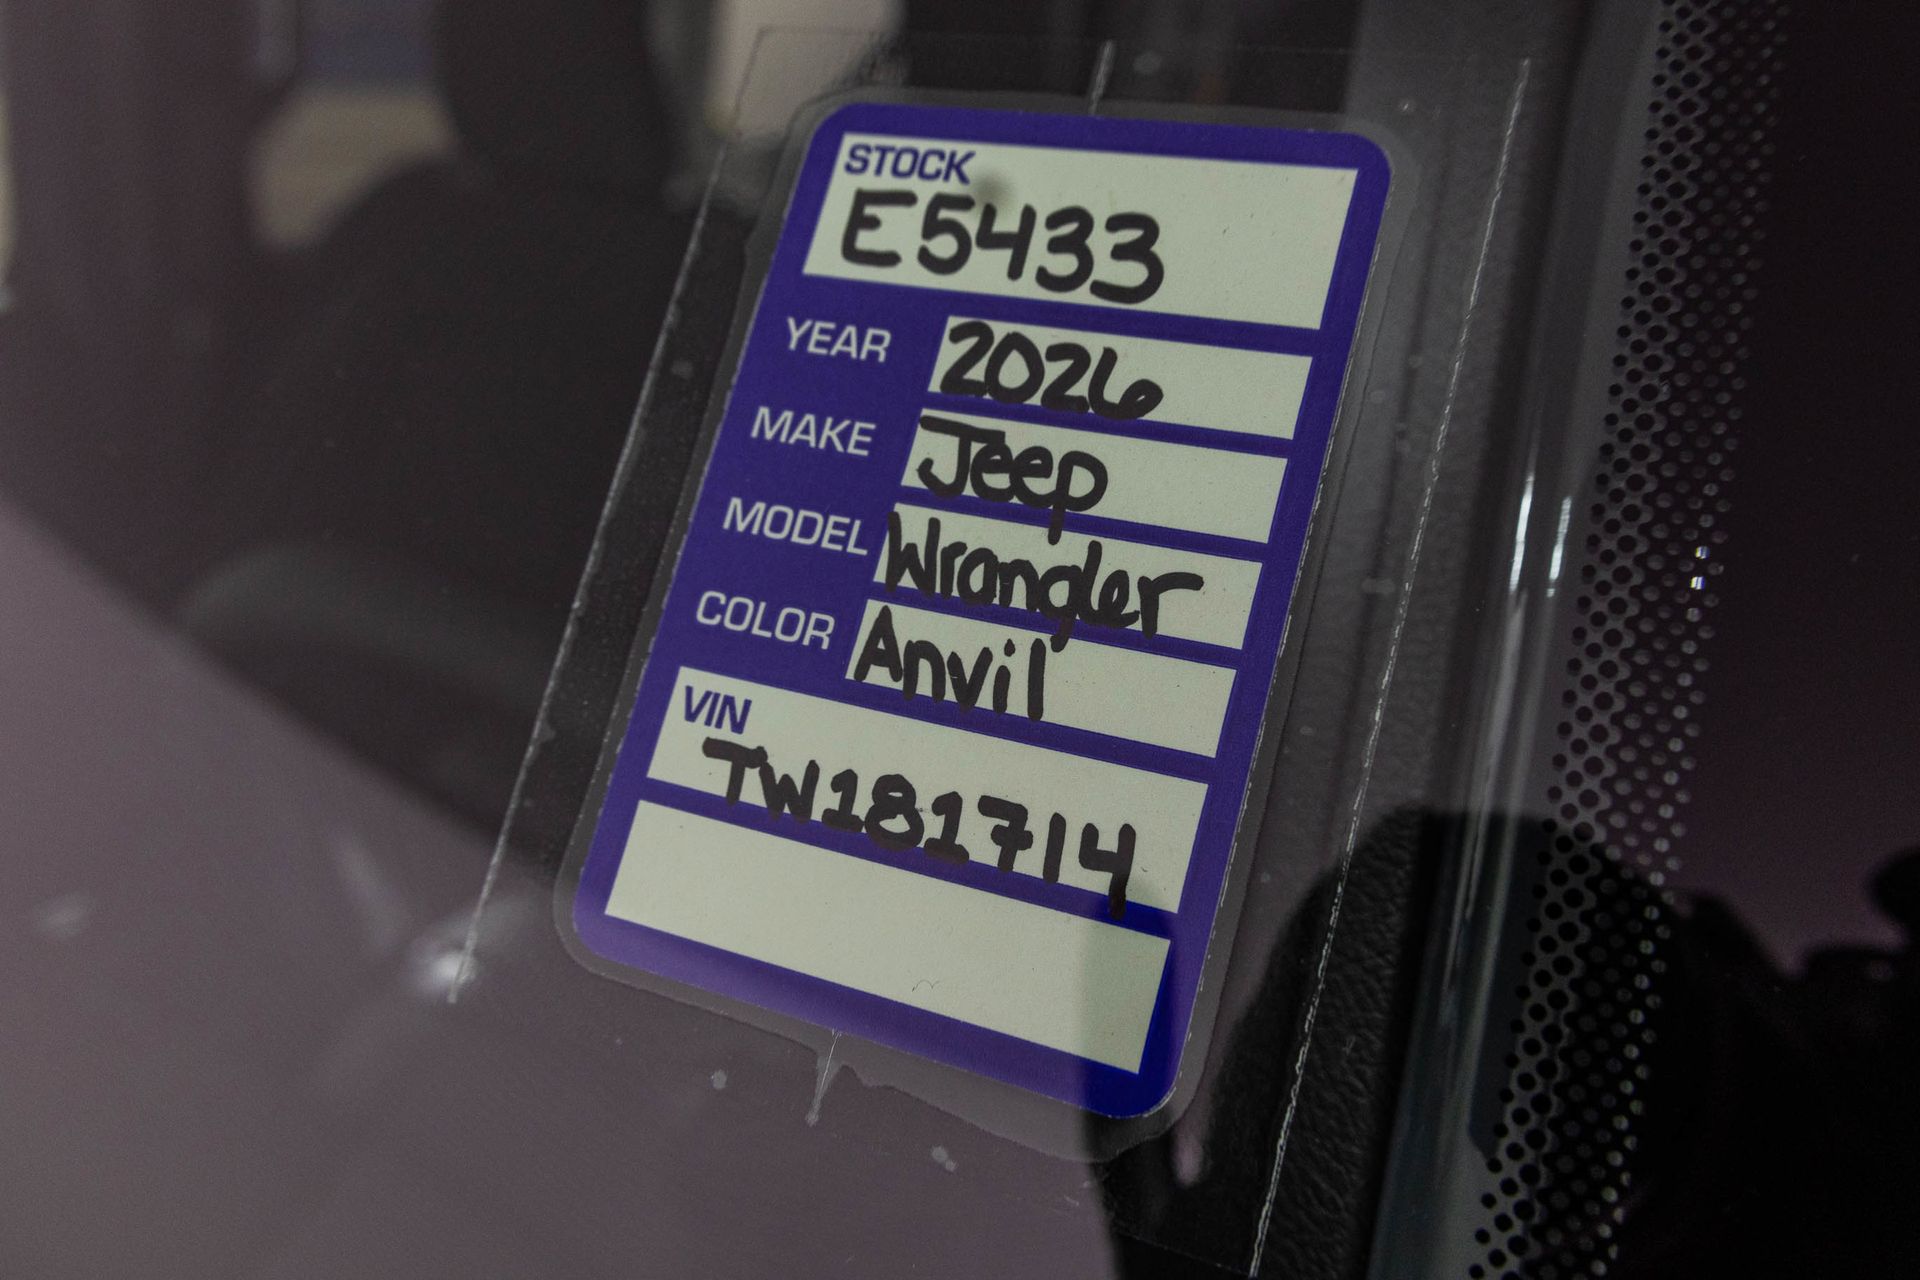 STOCK
E5433
YEAR 2026
MAKE Jeep
MODEL Wrangler
COLOR Anvil
VIN
TW181714